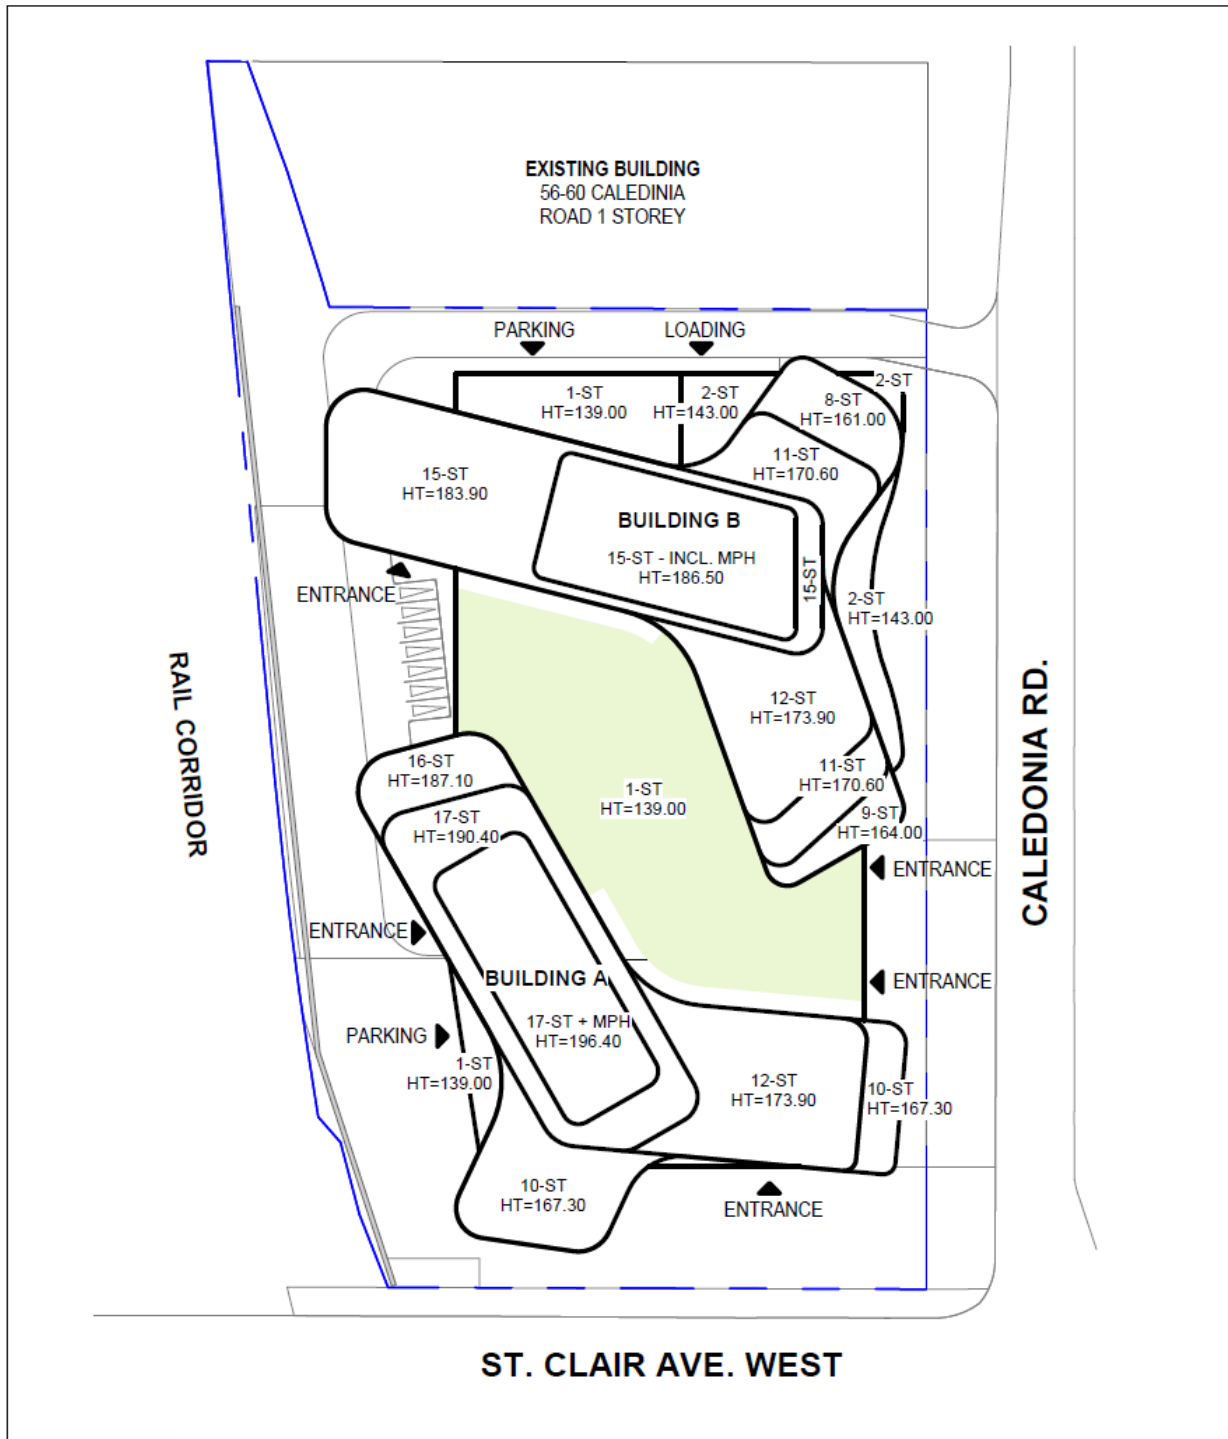 EXISTING BUILDING
56-60 CALEDINIA
ROAD 1 STOREY
PARKING
LOADING
1-ST
HT=139.00
2-ST
HT=143.00
2-ST
8-ST
HT=161.00
11-ST
HT=170.60
15-ST
HT=183.90
BUILDING B
15-ST - INCL. MPH
HT=186.50
15-ST
ENTRANCE
2-ST
HT=143.00
RAIL CORRIDOR
CALEDONIA RD.
12-ST
HT=173.90
11-ST
HT=170.60
9-ST
HT=164.00
16-ST
HT=187.10
17-ST
HT=190.40
1-ST
HT=139.00
ENTRANCE
ENTRANCE
ENTRANCE
BUILDING A
17-ST + MPH
HT=196.40
PARKING
1-ST
HT=139.00
12-ST
HT=173.90
10-ST
HT=167.30
10-ST
HT=167.30
ENTRANCE
ST. CLAIR AVE. WEST